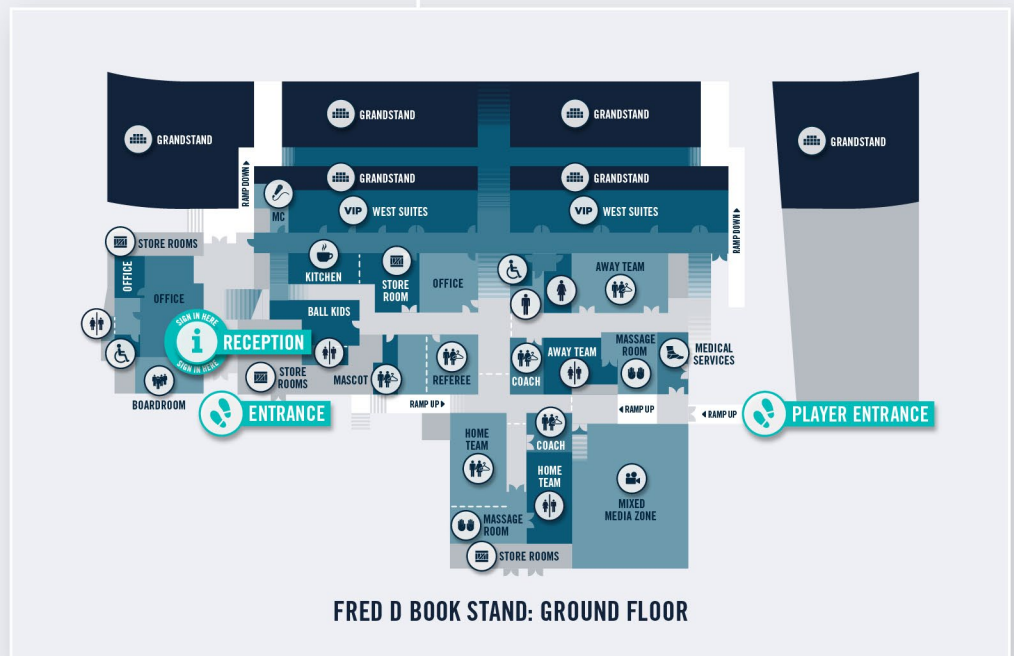 GRANDSTAND
GRANDSTAND
GRANDSTAND
GRANDSTAND
RAMP DOWN
GRANDSTAND
GRANDSTAND
MC
VIP WEST SUITES
VIP WEST SUITES
RAMP DOWN
STORE ROOMS
OFFICE
OFFICE
KITCHEN
STORE
ROOM
OFFICE
AWAY TEAM
BALL KIDS
SIGN IN HERE
i RECEPTION
SIGN IN HERE
BOARDROOM
STORE
ROOMS
MASCOT
REFEREE
COACH
AWAY TEAM
MASSAGE
ROOM
MEDICAL
SERVICES
ENTRANCE
RAMP UP
RAMP UP
RAMP UP
PLAYER ENTRANCE
HOME
TEAM
COACH
HOME
TEAM
MIXED
MEDIA ZONE
MASSAGE
ROOM
STORE ROOMS
FRED D BOOK STAND: GROUND FLOOR